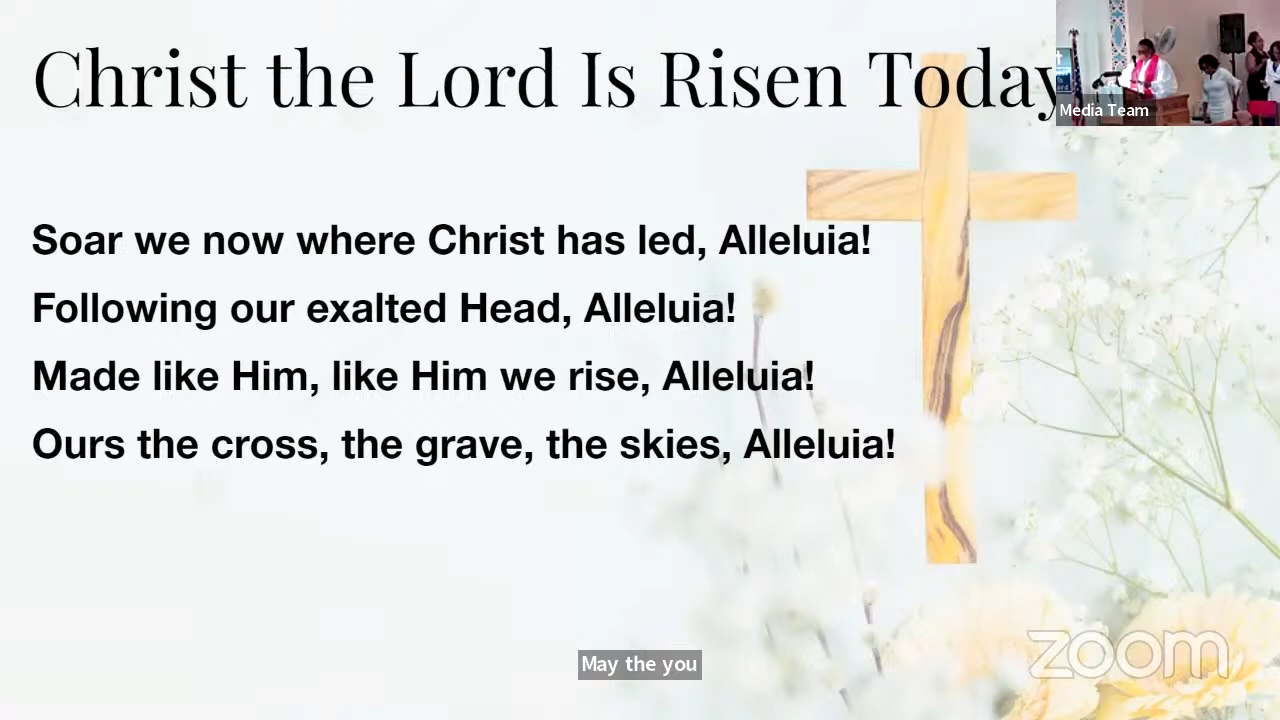 Christ the Lord Is Risen Today
Media Team
Soar we now where Christ has led, Alleluia!
Following our exalted Head, Alleluia!
Made like Him, like Him we rise, Alleluia!
Ours the cross, the grave, the skies, Alleluia!
May the you
zoom